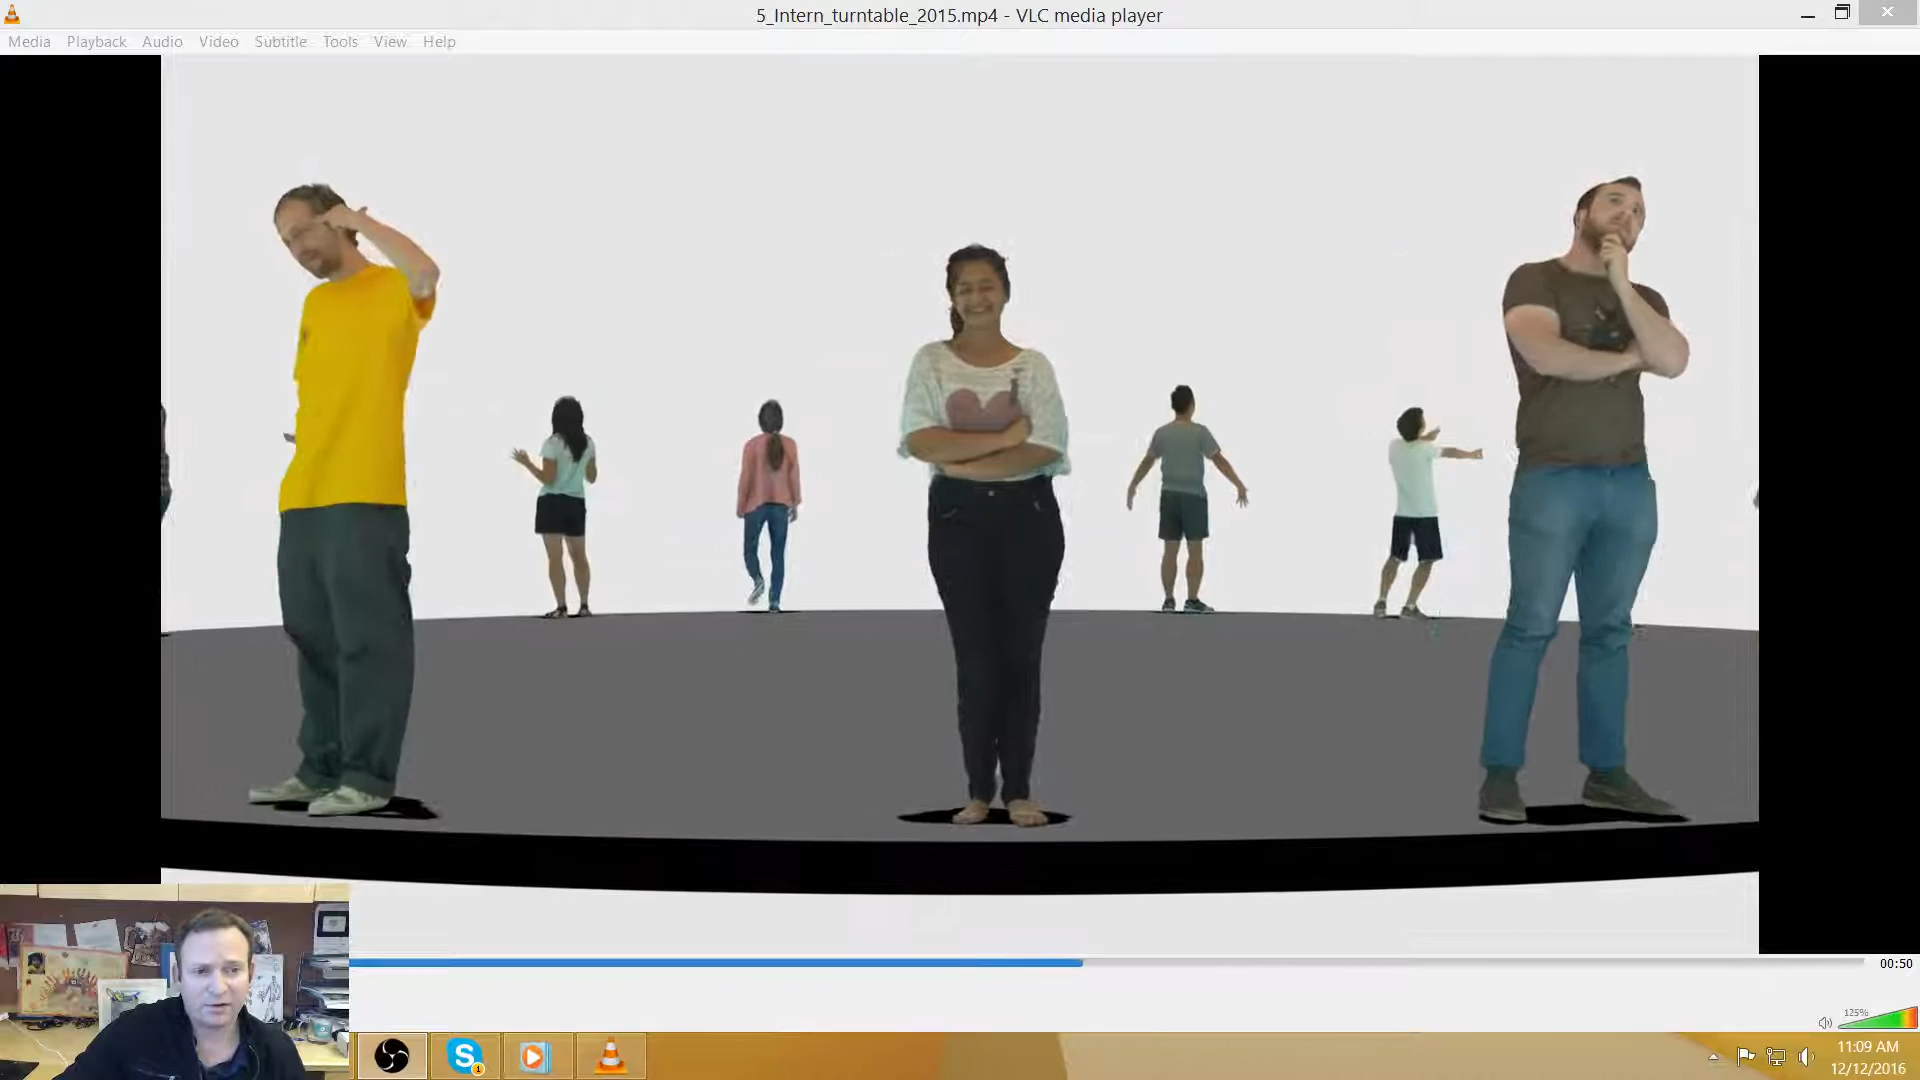 5_Intern_turntable_2015.mp4 - VLC media player
Media Playback Audio Video Subtitle Tools View Help
00:50
125%
11:09 AM
12/12/2016